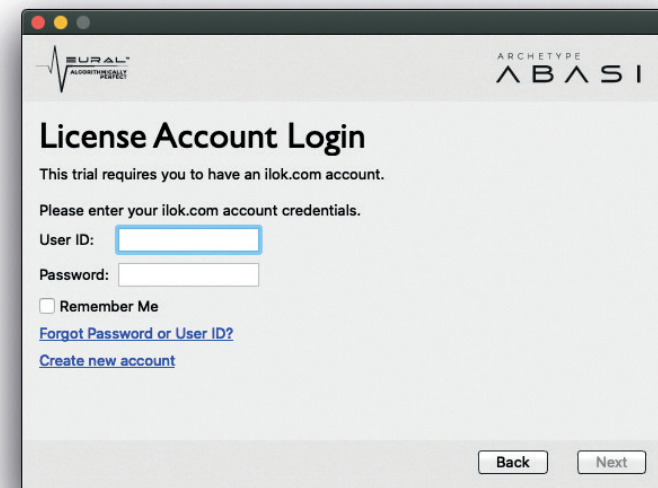 EURAL™
ALGORITHMICALLY
PERFECT
ARCHETYPE
ABASI
License Account Login
This trial requires you to have an ilok.com account.
Please enter your ilok.com account credentials.
User ID:
Password:
Remember Me
Forgot Password or User ID?
Create new account
Back
Next